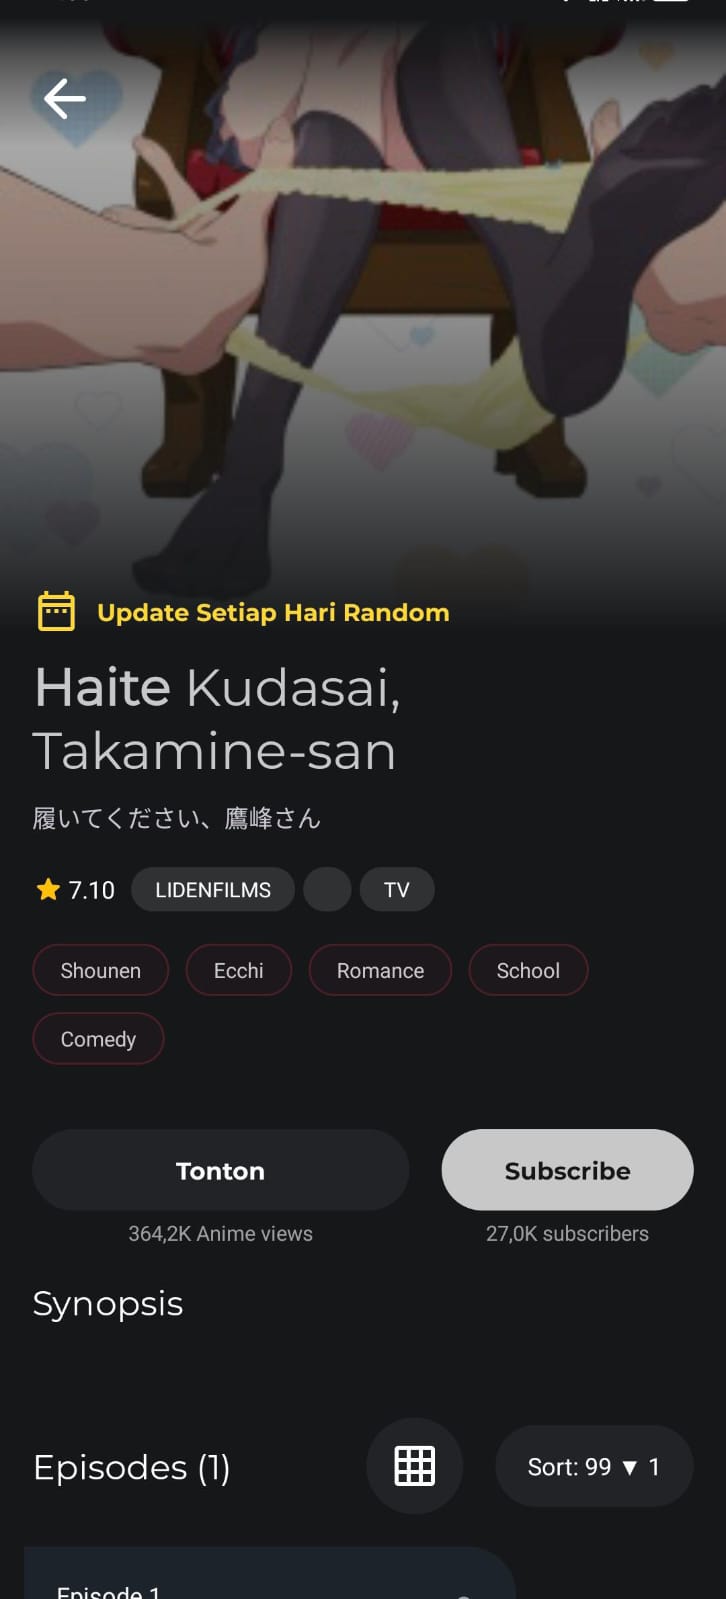 Update Setiap Hari Random
Haite Kudasai,
Takamine-san
履いてください、鷹峰さん
7.10 LIDENFILMS TV
Shounen Ecchi Romance School
Comedy
Tonton Subscribe
364,2K Anime views 27,0K subscribers
Synopsis
Episodes (1) Sort: 99 ▼ 1
Episode 1